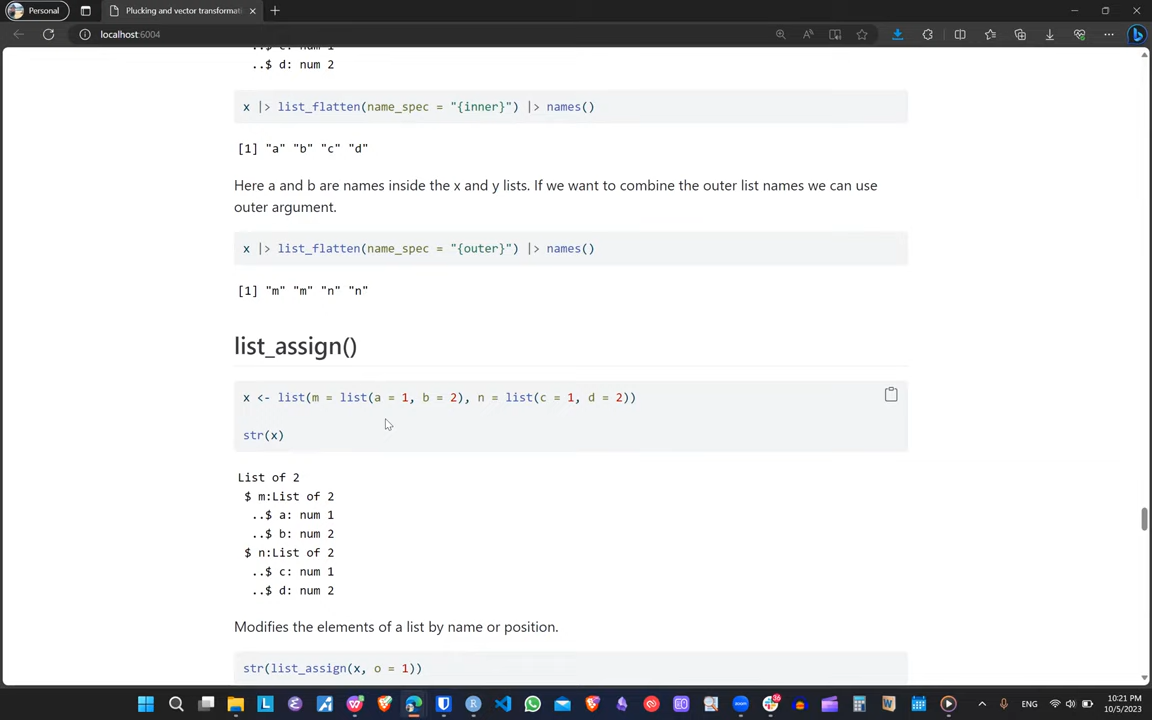 Personal
Plucking and vector transformati
localhost:6004
..$ d: num 2
x |> list_flatten(name_spec = "{inner}") |> names()
[1] "a" "b" "c" "d"
Here a and b are names inside the x and y lists. If we want to combine the outer list names we can use
outer argument.
x |> list_flatten(name_spec = "{outer}") |> names()
[1] "m" "m" "n" "n"
list_assign()
x <- list(m = list(a = 1, b = 2), n = list(c = 1, d = 2))
str(x)
List of 2
$ m:List of 2
..$ a: num 1
..$ b: num 2
$ n:List of 2
..$ c: num 1
..$ d: num 2
Modifies the elements of a list by name or position.
str(list_assign(x, o = 1))
ENG
10:21 PM
10/5/2023